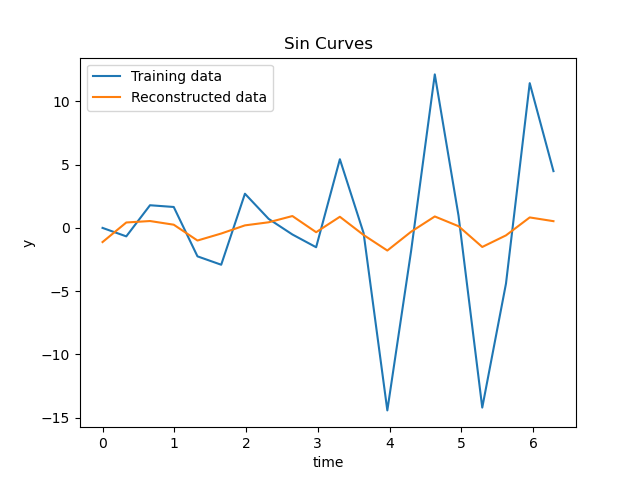 Sin Curves
Training data
Reconstructed data
10
5
0
−5
−10
−15
y
0 1 2 3 4 5 6
time